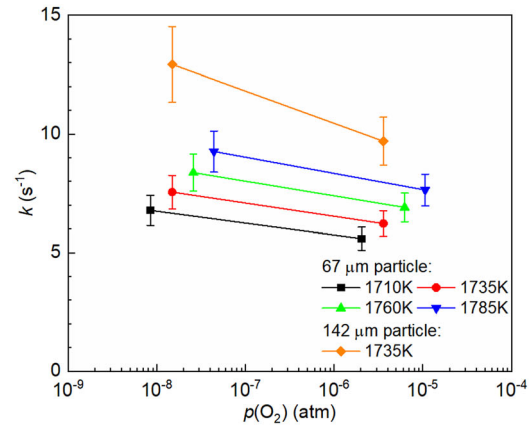 15
10
5
0
k (s⁻¹)
67 μm particle:
1710K 1735K
1760K 1785K
142 μm particle:
1735K
10⁻⁹ 10⁻⁸ 10⁻⁷ 10⁻⁶ 10⁻⁵ 10⁻⁴
p(O₂) (atm)